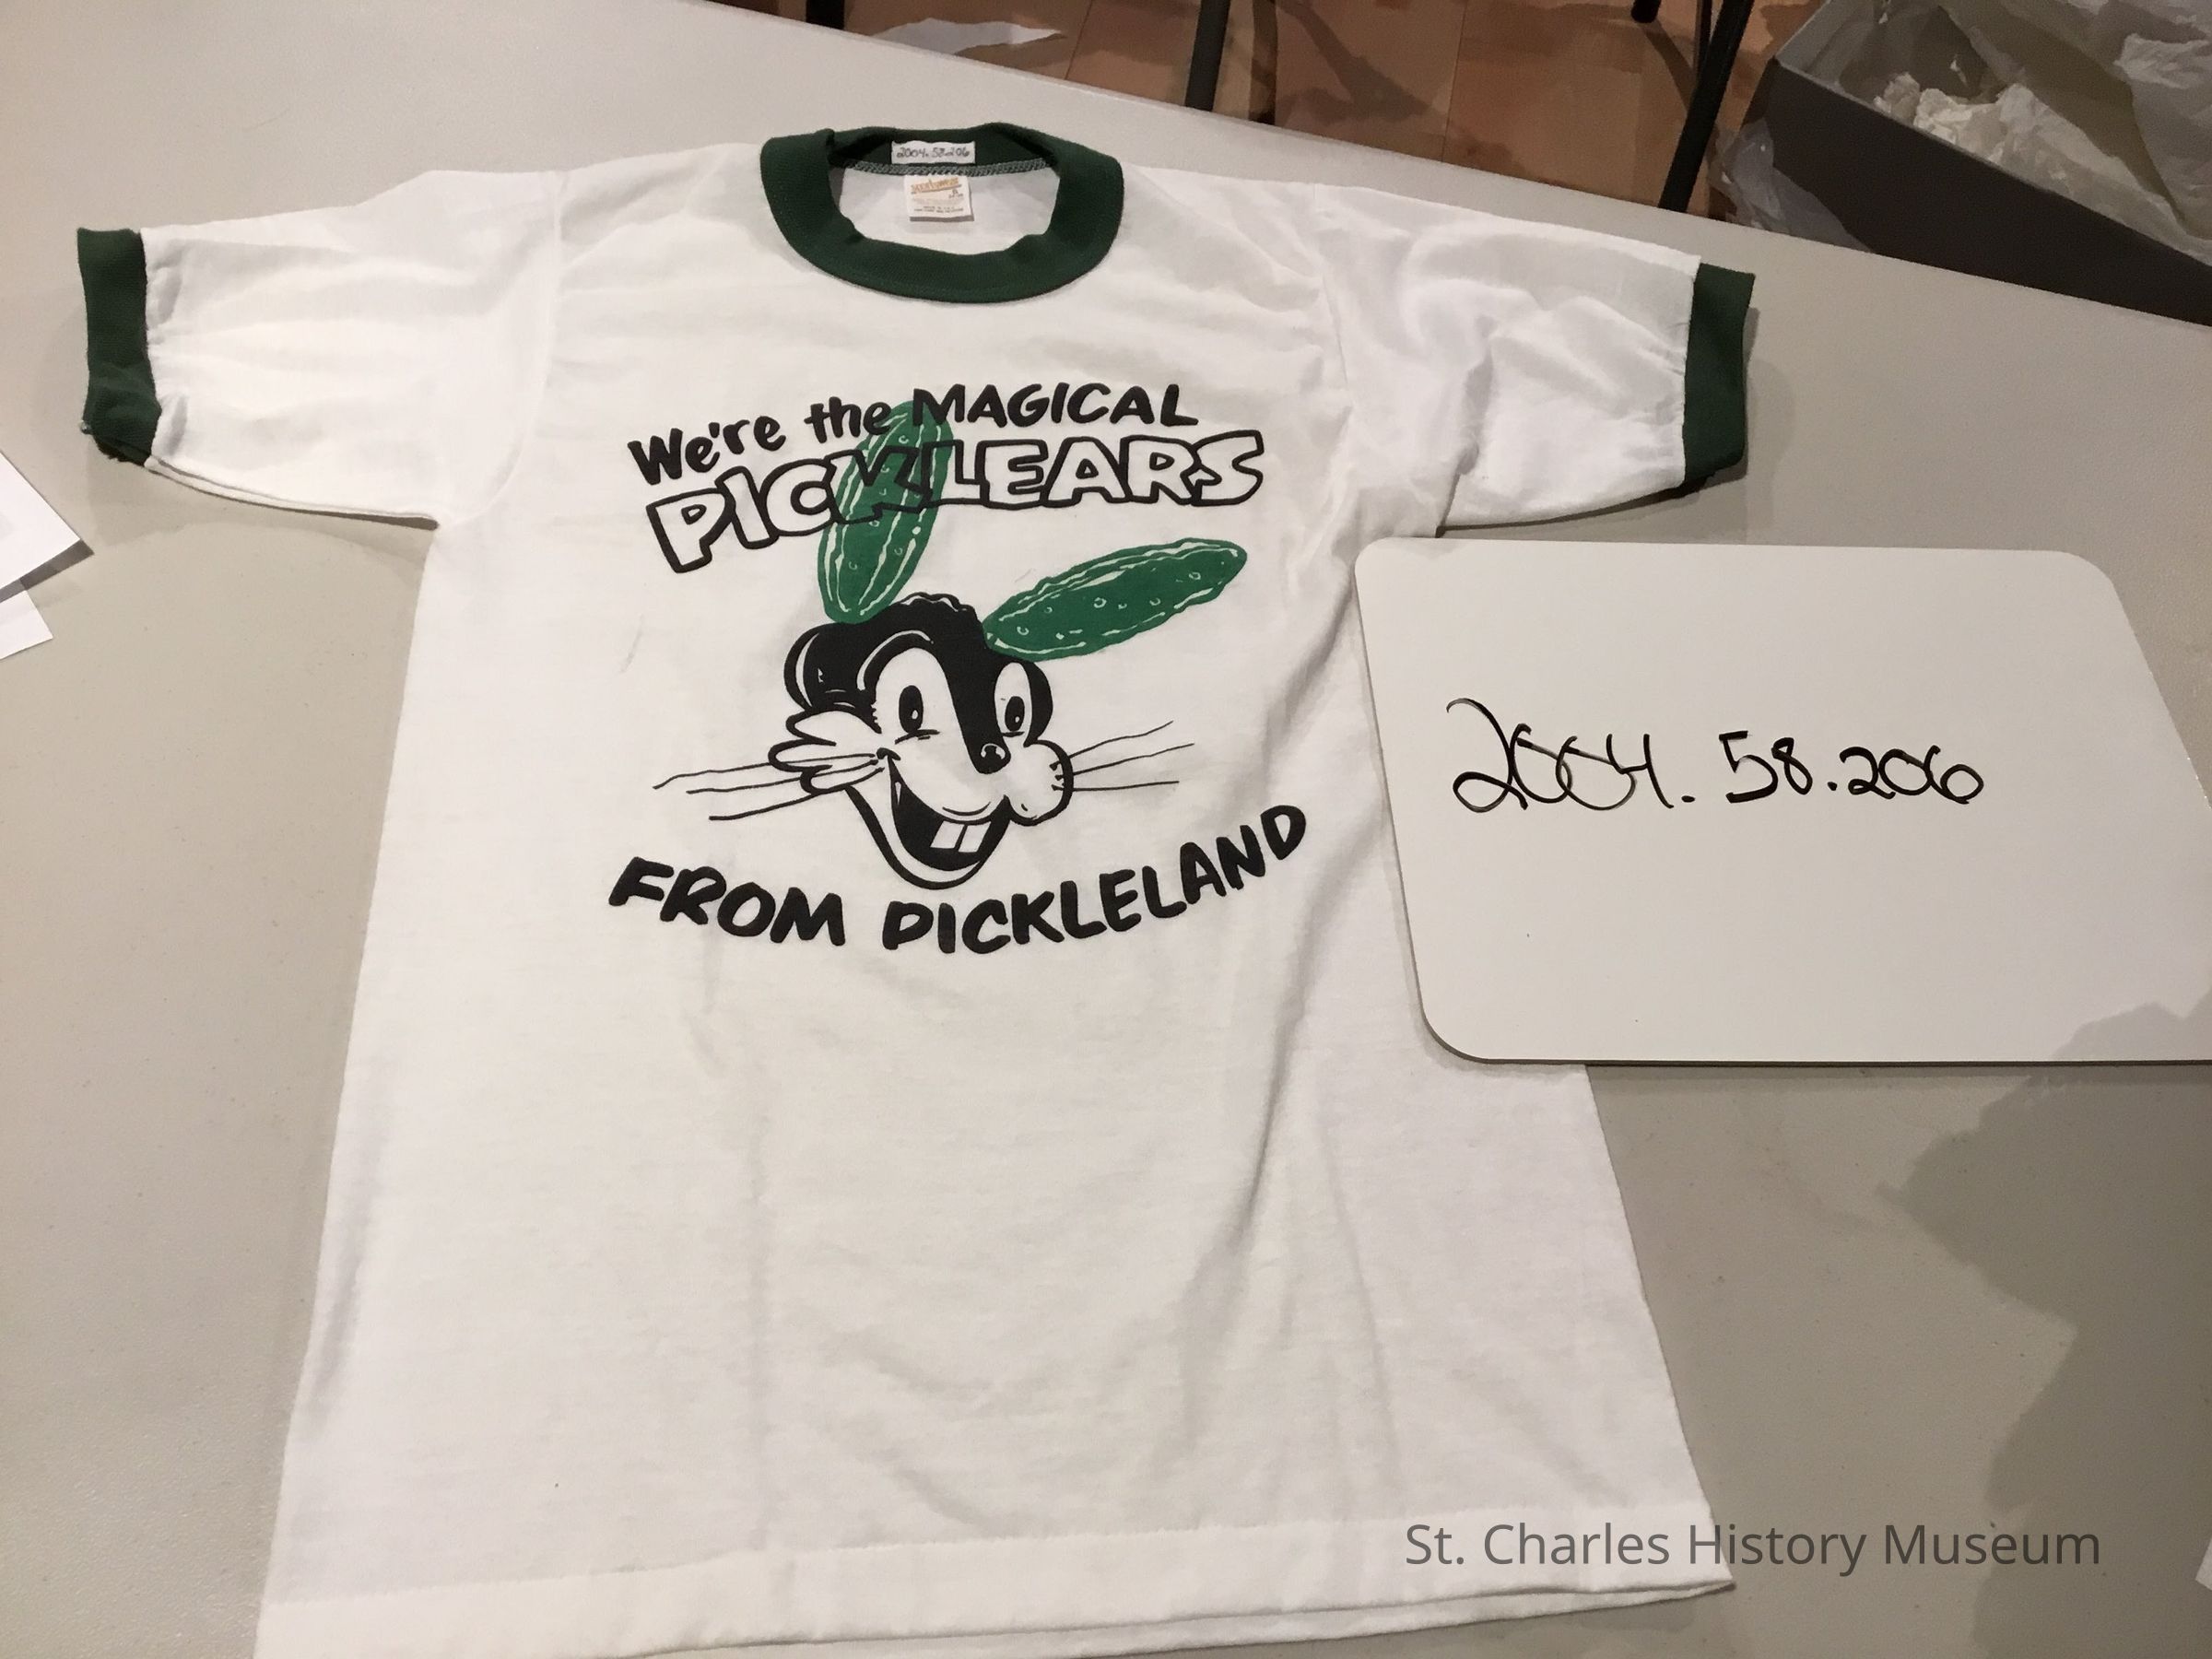 2004.58.206
We're the MAGICAL
PICKLEARS
FROM PICKLELAND
2004.58.206
St. Charles History Museum